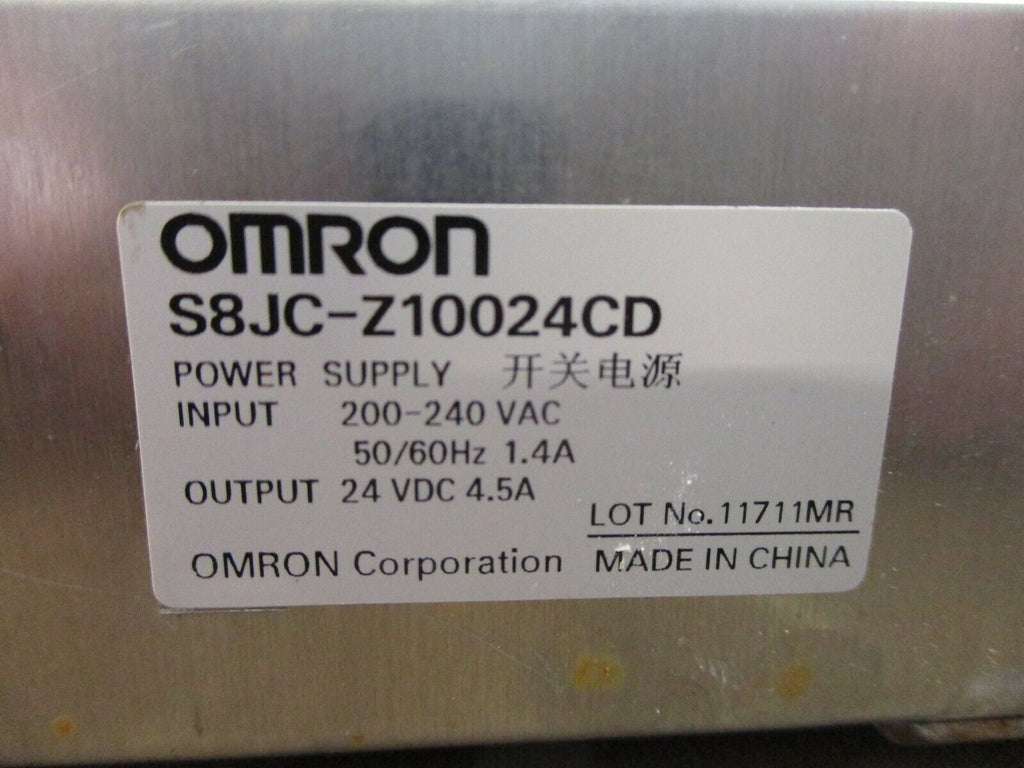 OMRON
S8JC-Z10024CD
POWER SUPPLY 开关电源
INPUT 200-240 VAC
50/60Hz 1.4A
OUTPUT 24 VDC 4.5A
LOT No.11711MR
OMRON Corporation MADE IN CHINA